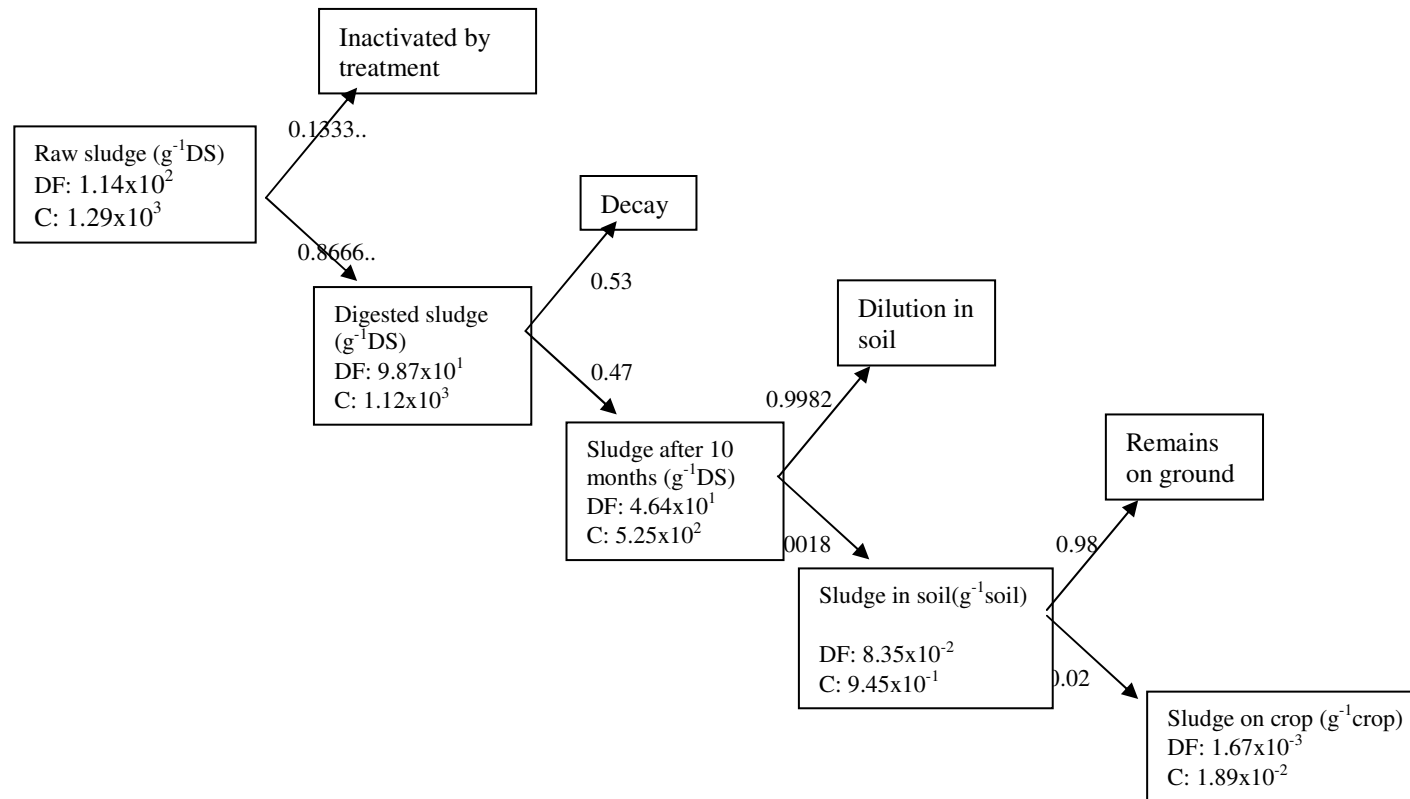 Inactivated by
treatment
0.1333..
Raw sludge (g⁻¹DS)
DF: 1.14x10²
C: 1.29x10³
0.8666..
Decay
0.53
Digested sludge
(g⁻¹DS)
DF: 9.87x10¹
C: 1.12x10³
0.47
Dilution in
soil
0.9982
Sludge after 10
months (g⁻¹DS)
DF: 4.64x10¹
C: 5.25x10²
0018
Remains
on ground
0.98
Sludge in soil(g⁻¹soil)
DF: 8.35x10⁻²
C: 9.45x10⁻¹
.02
Sludge on crop (g⁻¹crop)
DF: 1.67x10⁻³
C: 1.89x10⁻²